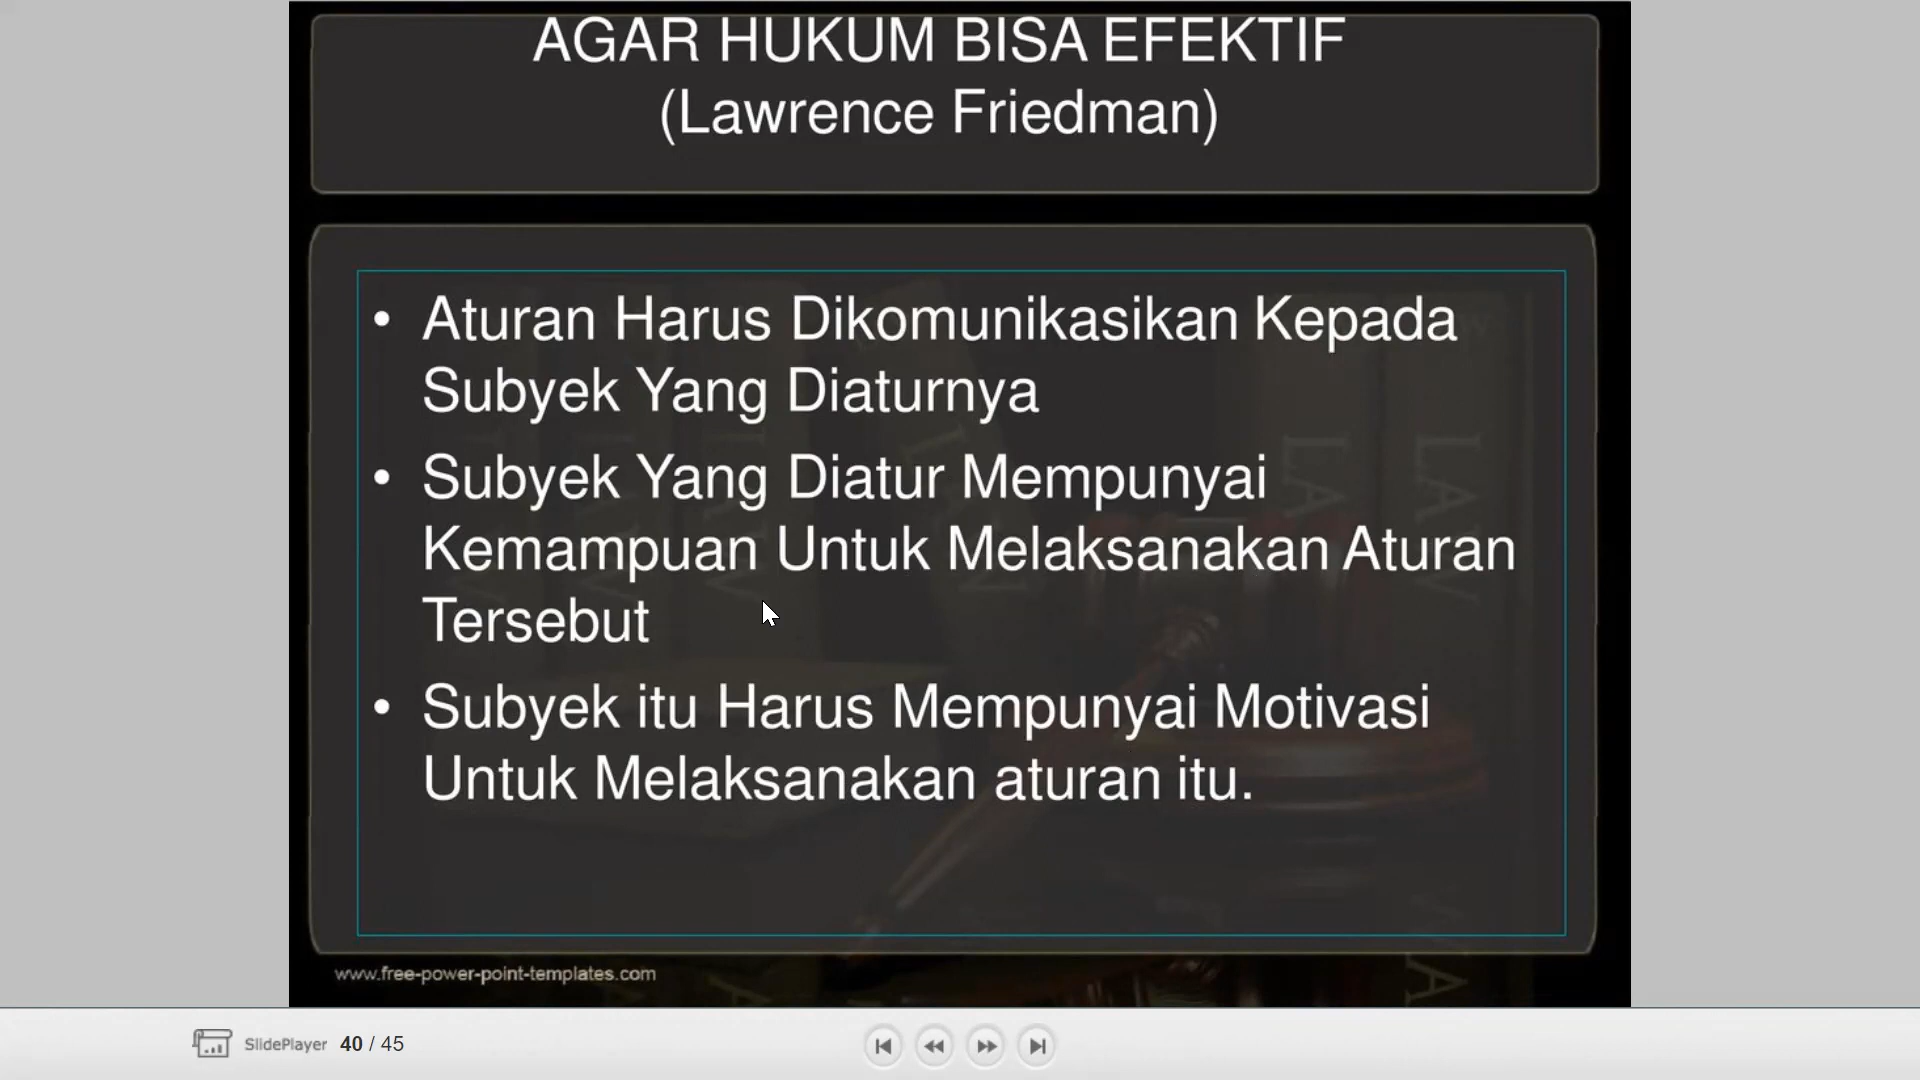 AGAR HUKUM BISA EFEKTIF
(Lawrence Friedman)
• Aturan Harus Dikomunikasikan Kepada
Subyek Yang Diaturnya
• Subyek Yang Diatur Mempunyai
Kemampuan Untuk Melaksanakan Aturan
Tersebut
• Subyek itu Harus Mempunyai Motivasi
Untuk Melaksanakan aturan itu.
LAW
LAW
www.free-power-point-templates.com
SlidePlayer 40 / 45